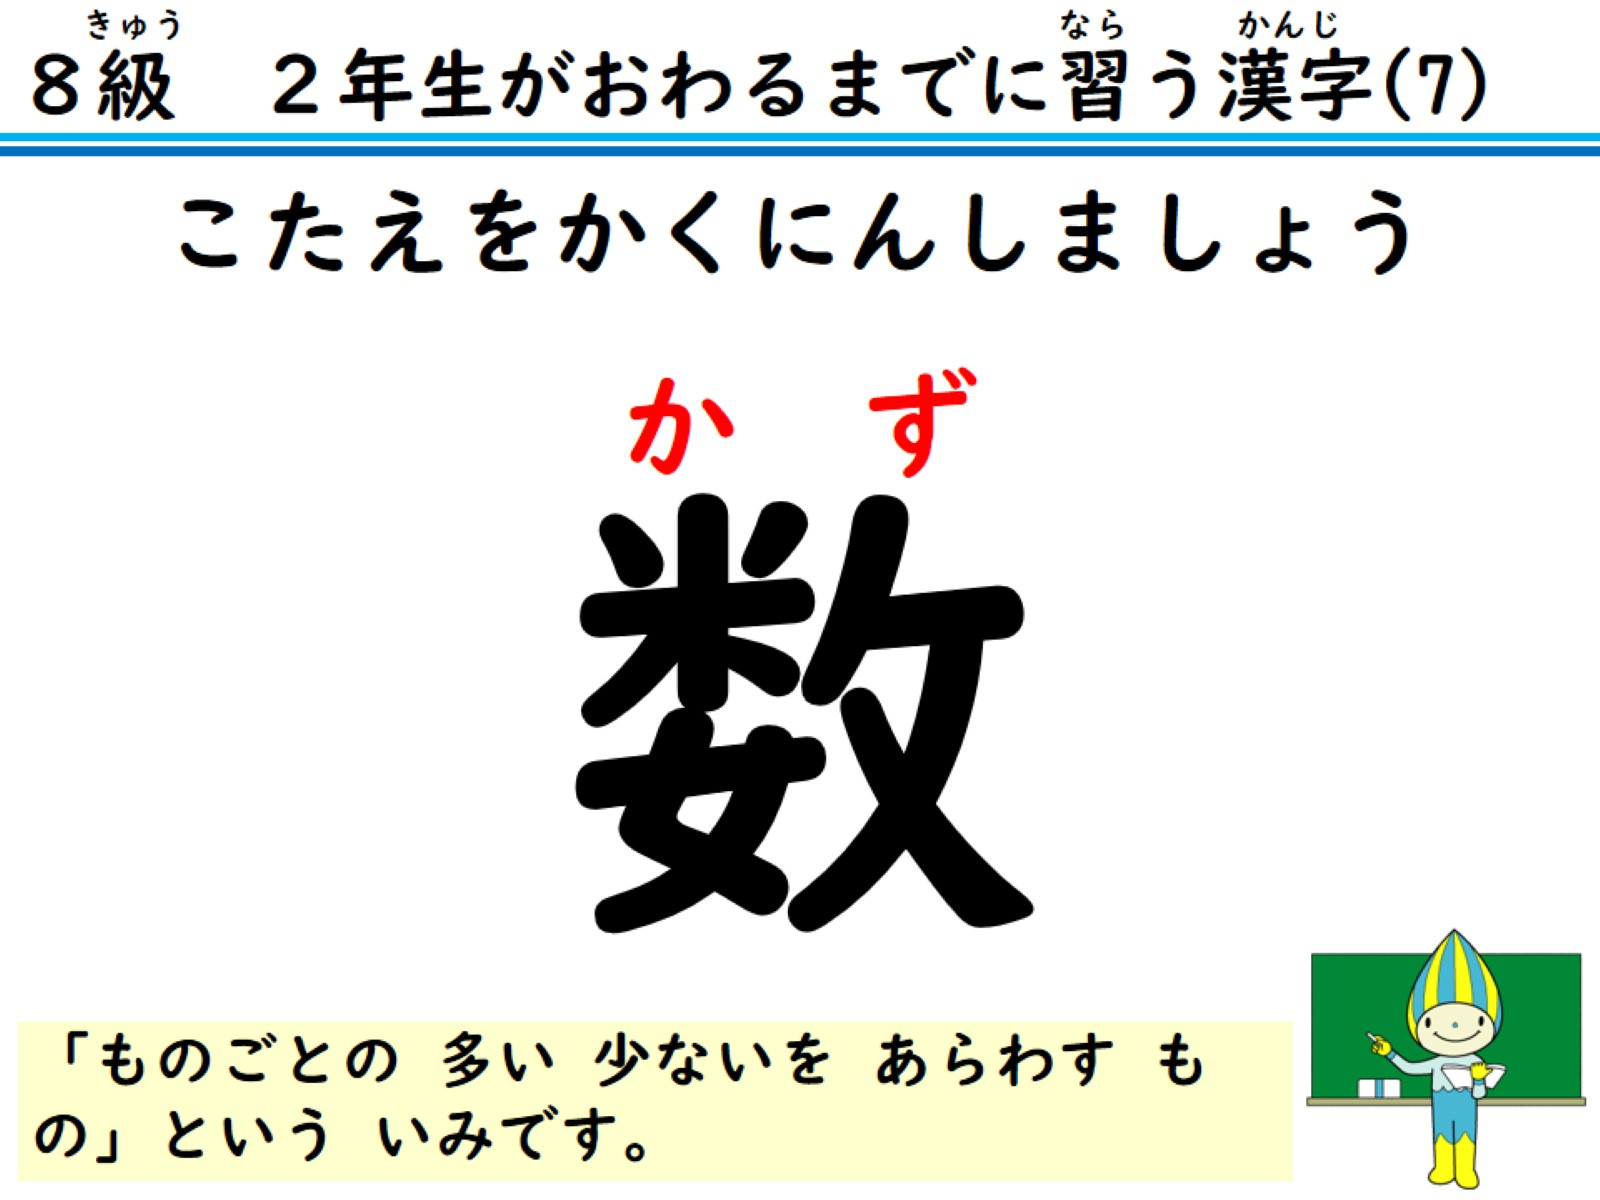 きゅう なら かんじ
８級　２年生がおわるまでに習う漢字(7)
こたえをかくにんしましょう
かず
数
「ものごとの 多い 少ないを あらわす も
の」という いみです。